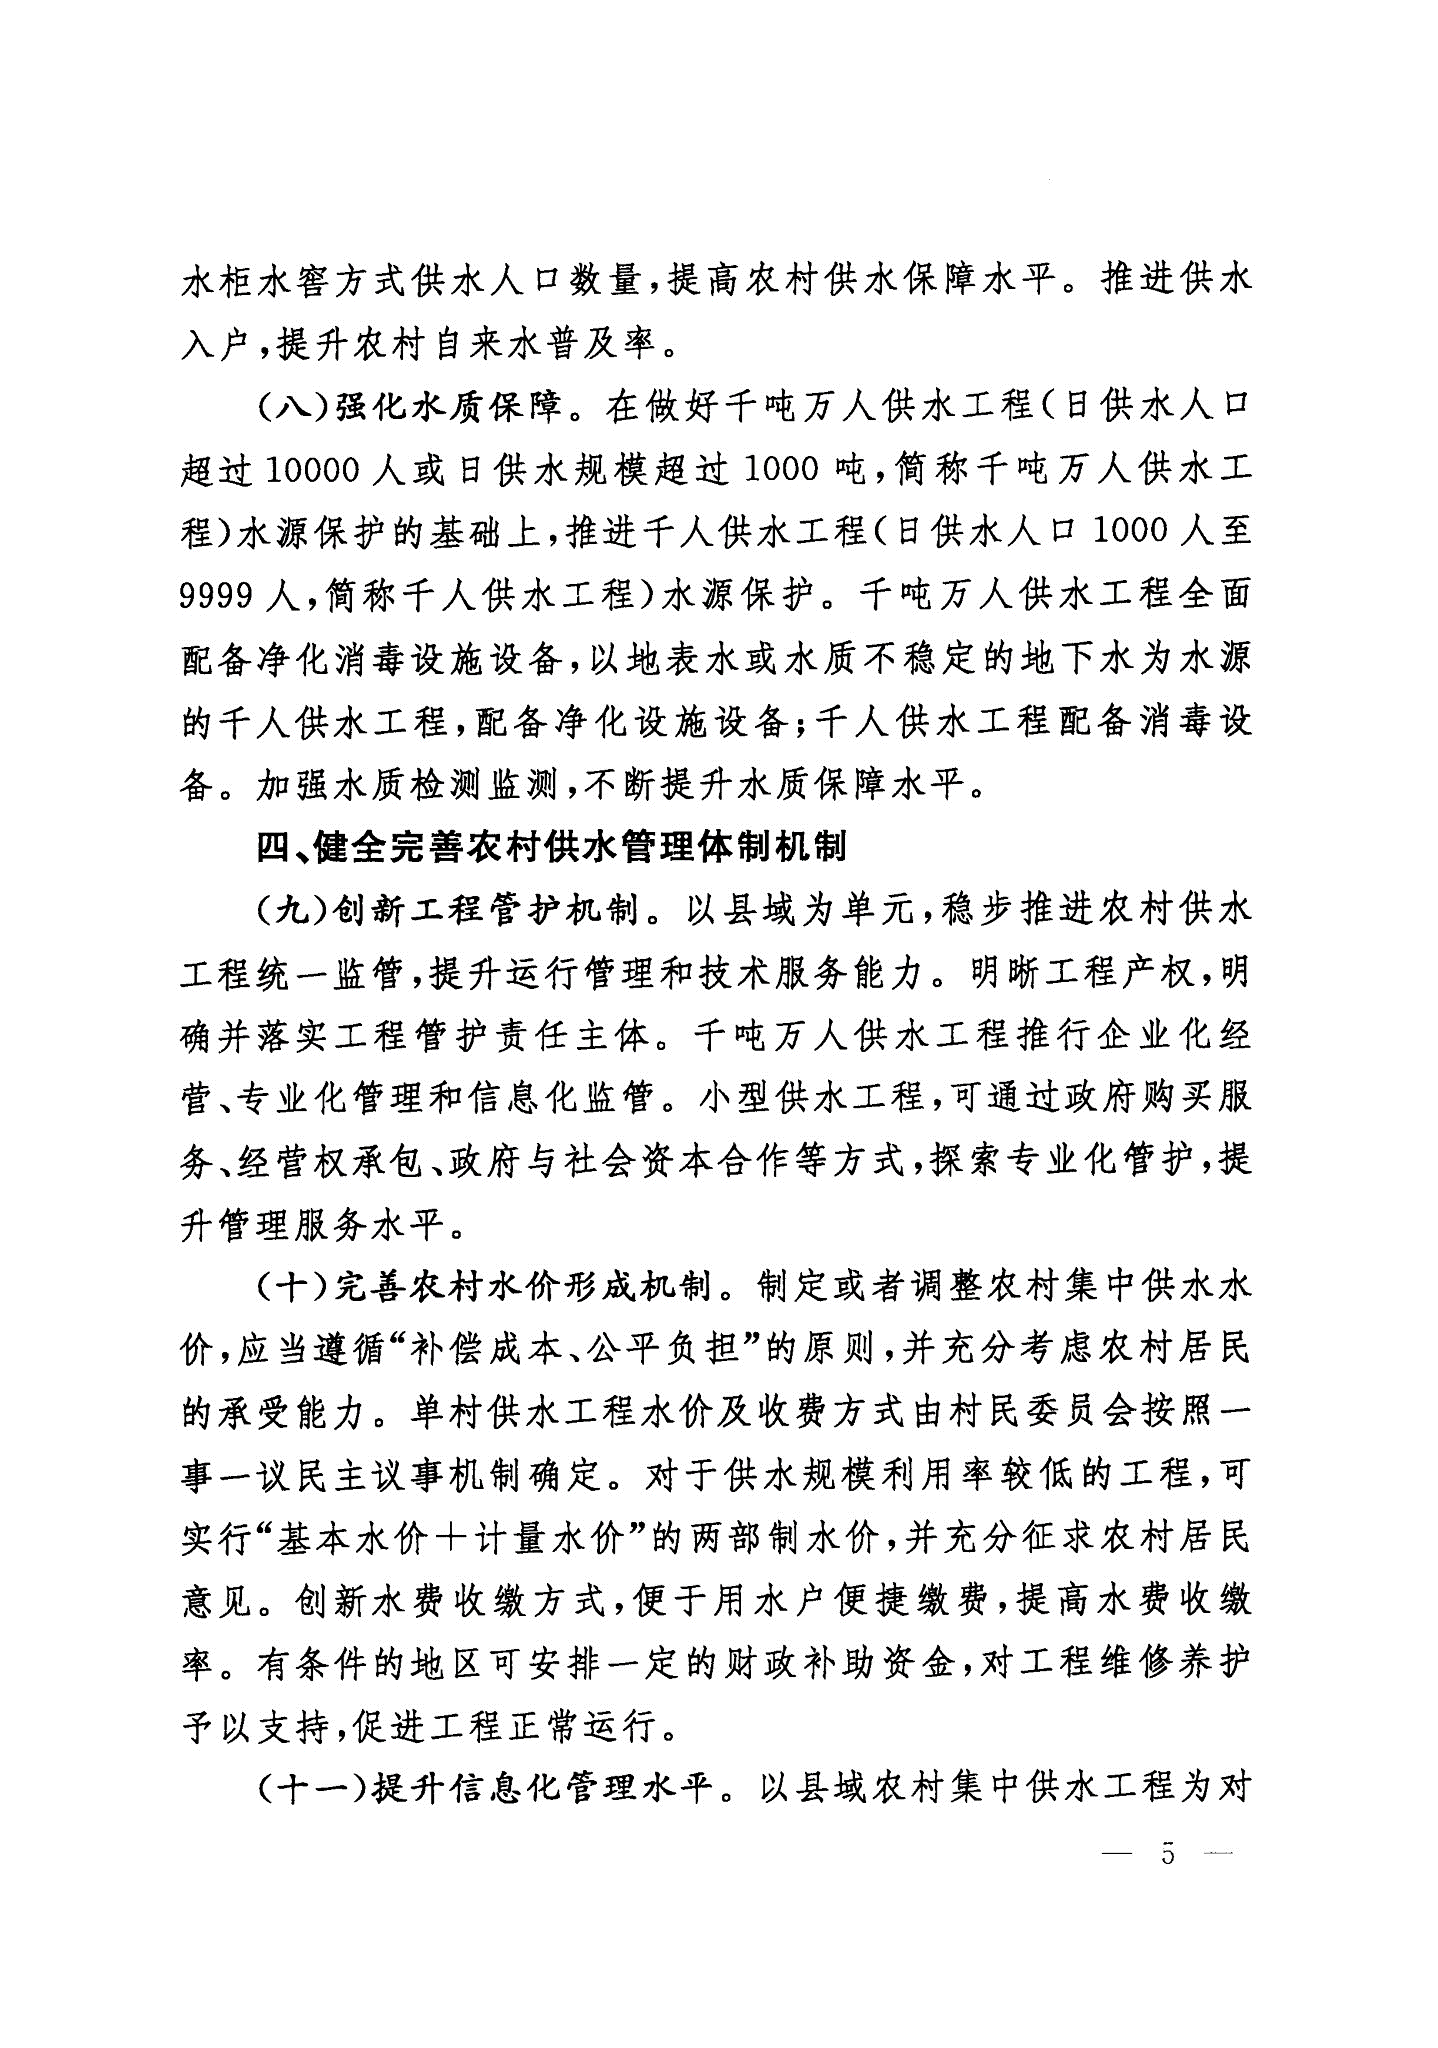 水柜水窖方式供水人口数量,提高农村供水保障水平。推进供水
入户,提升农村自来水普及率。
(八)强化水质保障。在做好千吨万人供水工程(日供水人口
超过10000人或日供水规模超过1000吨,简称千吨万人供水工
程)水源保护的基础上,推进千人供水工程(日供水人口1000人至
9999人,简称千人供水工程)水源保护。千吨万人供水工程全面
配备净化消毒设施设备,以地表水或水质不稳定的地下水为水源
的千人供水工程,配备净化设施设备;千人供水工程配备消毒设
备。加强水质检测监测,不断提升水质保障水平。
四、健全完善农村供水管理体制机制
(九)创新工程管护机制。以县域为单元,稳步推进农村供水
工程统一监管,提升运行管理和技术服务能力。明晰工程产权,明
确并落实工程管护责任主体。千吨万人供水工程推行企业化经
营、专业化管理和信息化监管。小型供水工程,可通过政府购买服
务、经营权承包、政府与社会资本合作等方式,探索专业化管护,提
升管理服务水平。
(十)完善农村水价形成机制。制定或者调整农村集中供水水
价,应当遵循“补偿成本、公平负担”的原则,并充分考虑农村居民
的承受能力。单村供水工程水价及收费方式由村民委员会按照一
事一议民主议事机制确定。对于供水规模利用率较低的工程,可
实行“基本水价＋计量水价”的两部制水价,并充分征求农村居民
意见。创新水费收缴方式,便于用水户便捷缴费,提高水费收缴
率。有条件的地区可安排一定的财政补助资金,对工程维修养护
予以支持,促进工程正常运行。
(十一)提升信息化管理水平。以县域农村集中供水工程为对
— 5 —